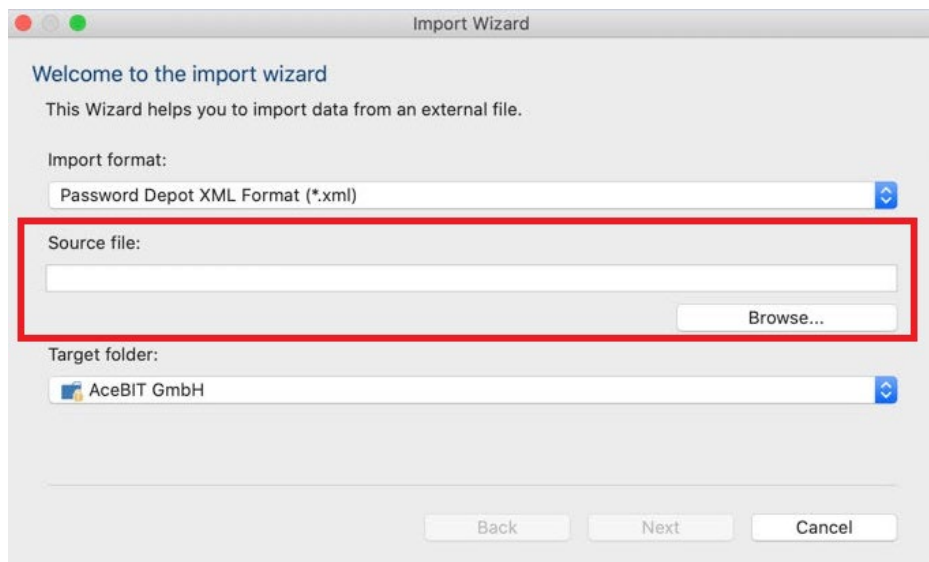 Import Wizard
Welcome to the import wizard
This Wizard helps you to import data from an external file.
Import format:
Password Depot XML Format (*.xml)
Source file:
Browse...
Target folder:
AceBIT GmbH
Back Next Cancel